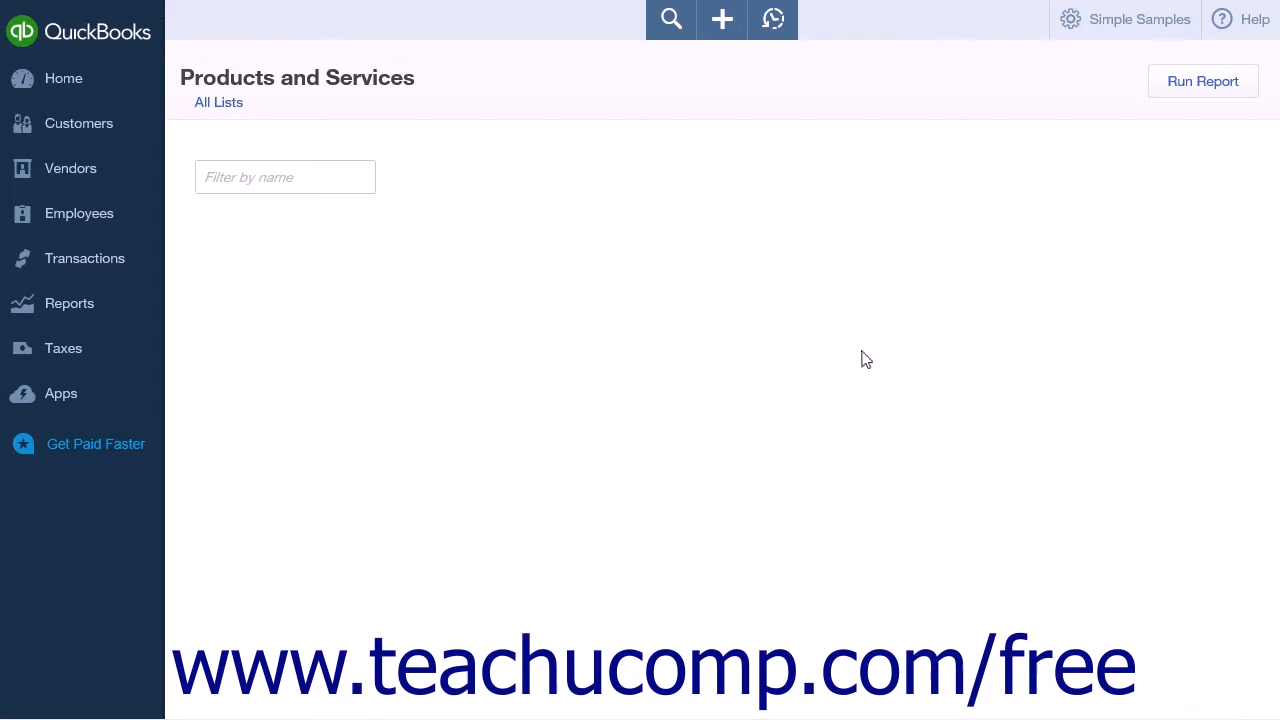 QuickBooks
Simple Samples
Help
Home
Customers
Vendors
Employees
Transactions
Reports
Taxes
Apps
Get Paid Faster
Products and Services
All Lists
Run Report
Filter by name
www.teachucomp.com/free